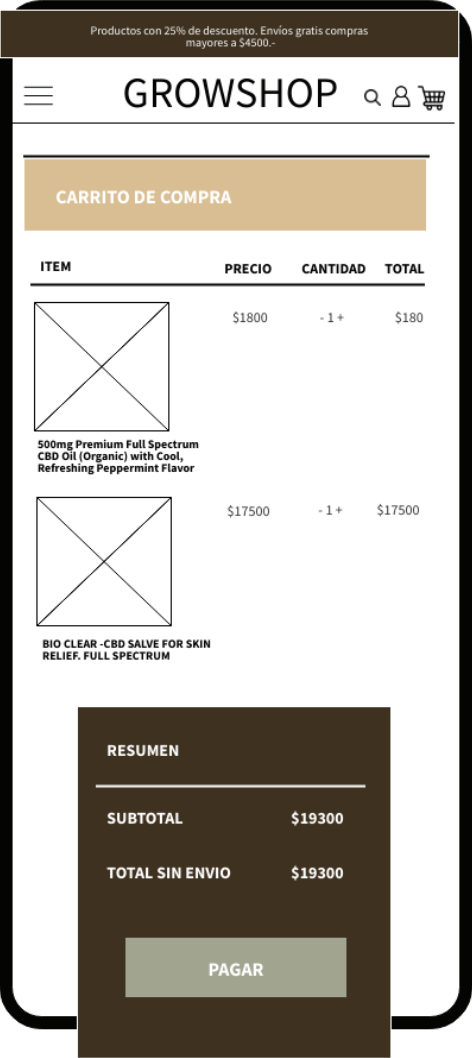 Productos con 25% de descuento. Envíos gratis compras
mayores a $4500.-
GROWSHOP
CARRITO DE COMPRA
ITEM PRECIO CANTIDAD TOTAL
$1800 - 1 + $180
500mg Premium Full Spectrum
CBD Oil (Organic) with Cool,
Refreshing Peppermint Flavor
$17500 - 1 + $17500
BIO CLEAR -CBD SALVE FOR SKIN
RELIEF. FULL SPECTRUM
RESUMEN
SUBTOTAL $19300
TOTAL SIN ENVIO $19300
PAGAR